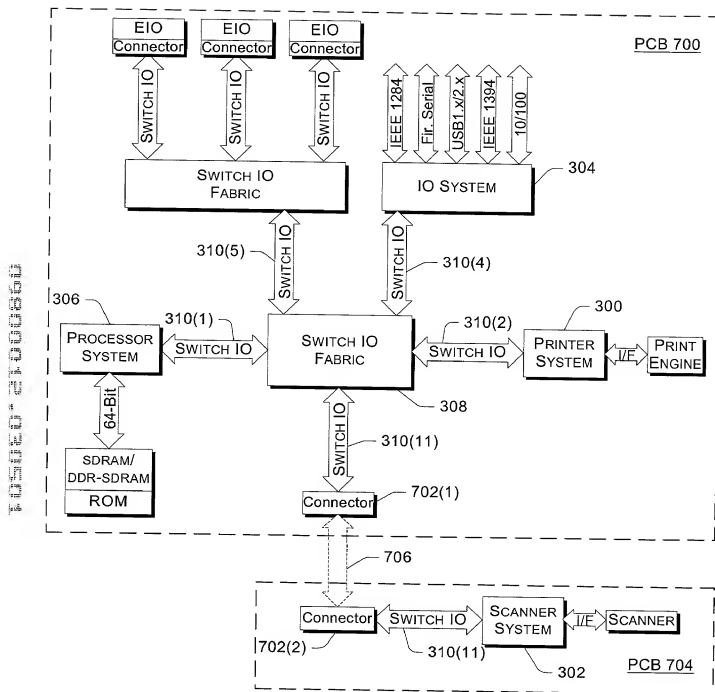 EIO
Connector
EIO
Connector
EIO
Connector
PCB 700
SWITCH IO
SWITCH IO
SWITCH IO
IEEE 1284
Fir. Serial
USB1.x/2.x
IEEE 1394
10/100
SWITCH IO
FABRIC
IO SYSTEM
304
310(5)
SWITCH IO
SWITCH IO
310(4)
306
PROCESSOR
SYSTEM
310(1)
SWITCH IO
SWITCH IO
FABRIC
308
310(2)
SWITCH IO
300
PRINTER
SYSTEM
I/F
PRINT
ENGINE
64-Bit
SDRAM/
DDR-SDRAM
ROM
SWITCH IO
310(11)
Connector
702(1)
706
Connector
702(2)
SWITCH IO
310(11)
SCANNER
SYSTEM
302
I/F
SCANNER
PCB 704